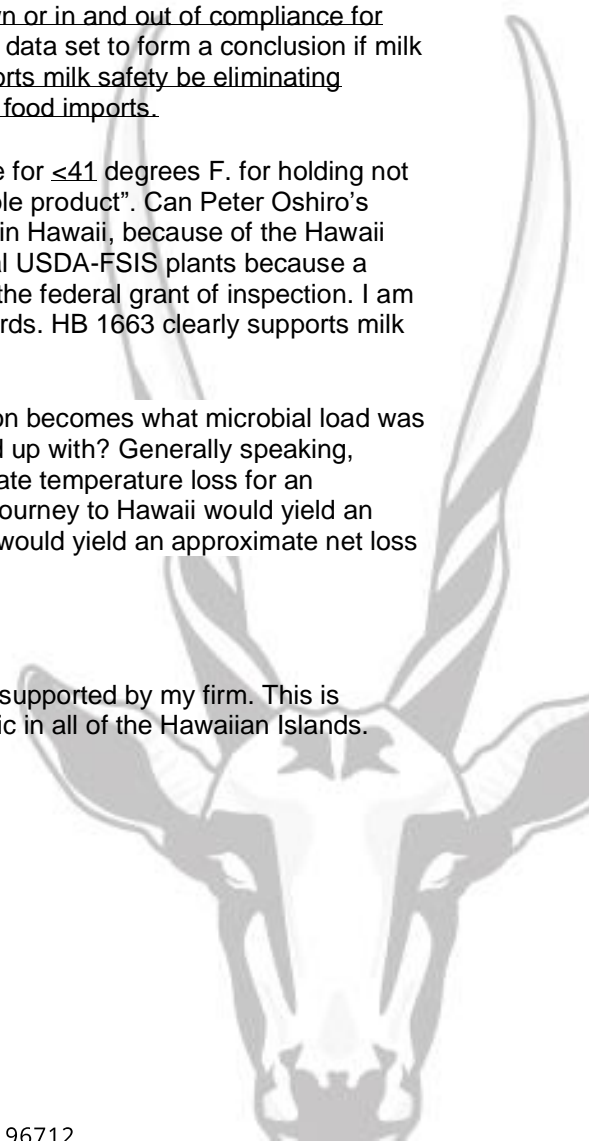 wn or in and out of compliance for
data set to form a conclusion if milk
orts milk safety be eliminating
food imports.
e for <41 degrees F. for holding not
ble product”. Can Peter Oshiro’s
in Hawaii, because of the Hawaii
al USDA-FSIS plants because a
the federal grant of inspection. I am
rds. HB 1663 clearly supports milk
on becomes what microbial load was
d up with? Generally speaking,
ate temperature loss for an
ourney to Hawaii would yield an
would yield an approximate net loss
supported by my firm. This is
ic in all of the Hawaiian Islands.
96712